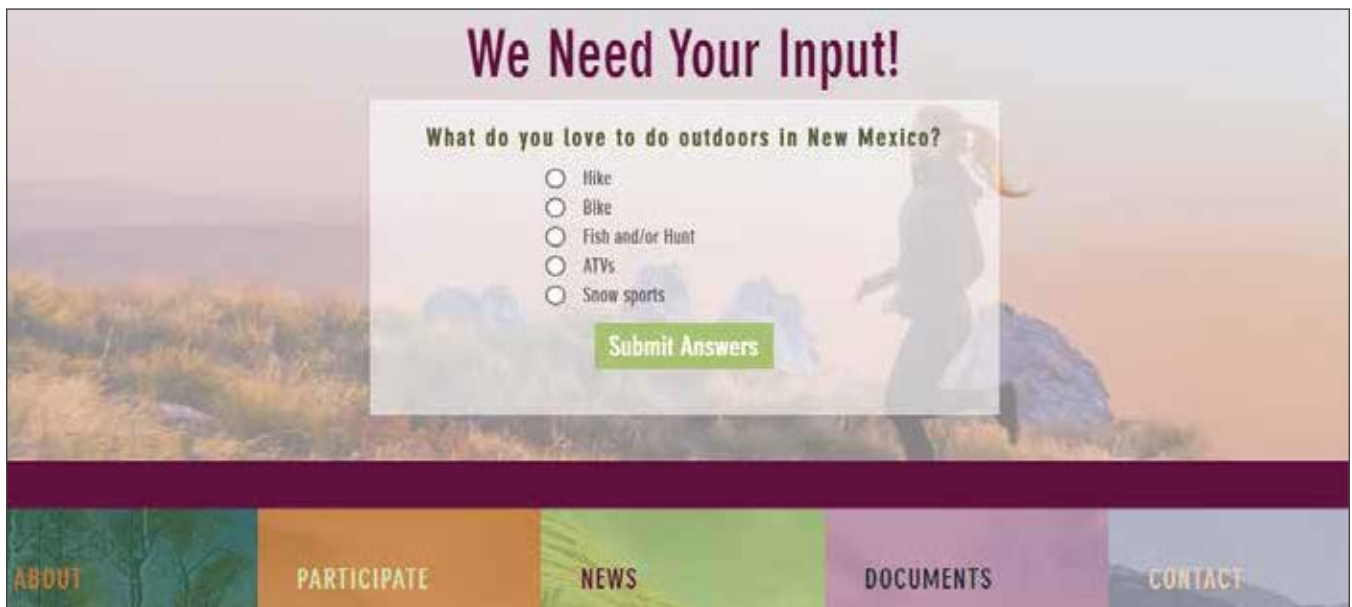 We Need Your Input!
What do you love to do outdoors in New Mexico?
Hike
Bike
Fish and/or Hunt
ATVs
Snow sports
Submit Answers
ABOUT
PARTICIPATE
NEWS
DOCUMENTS
CONTACT